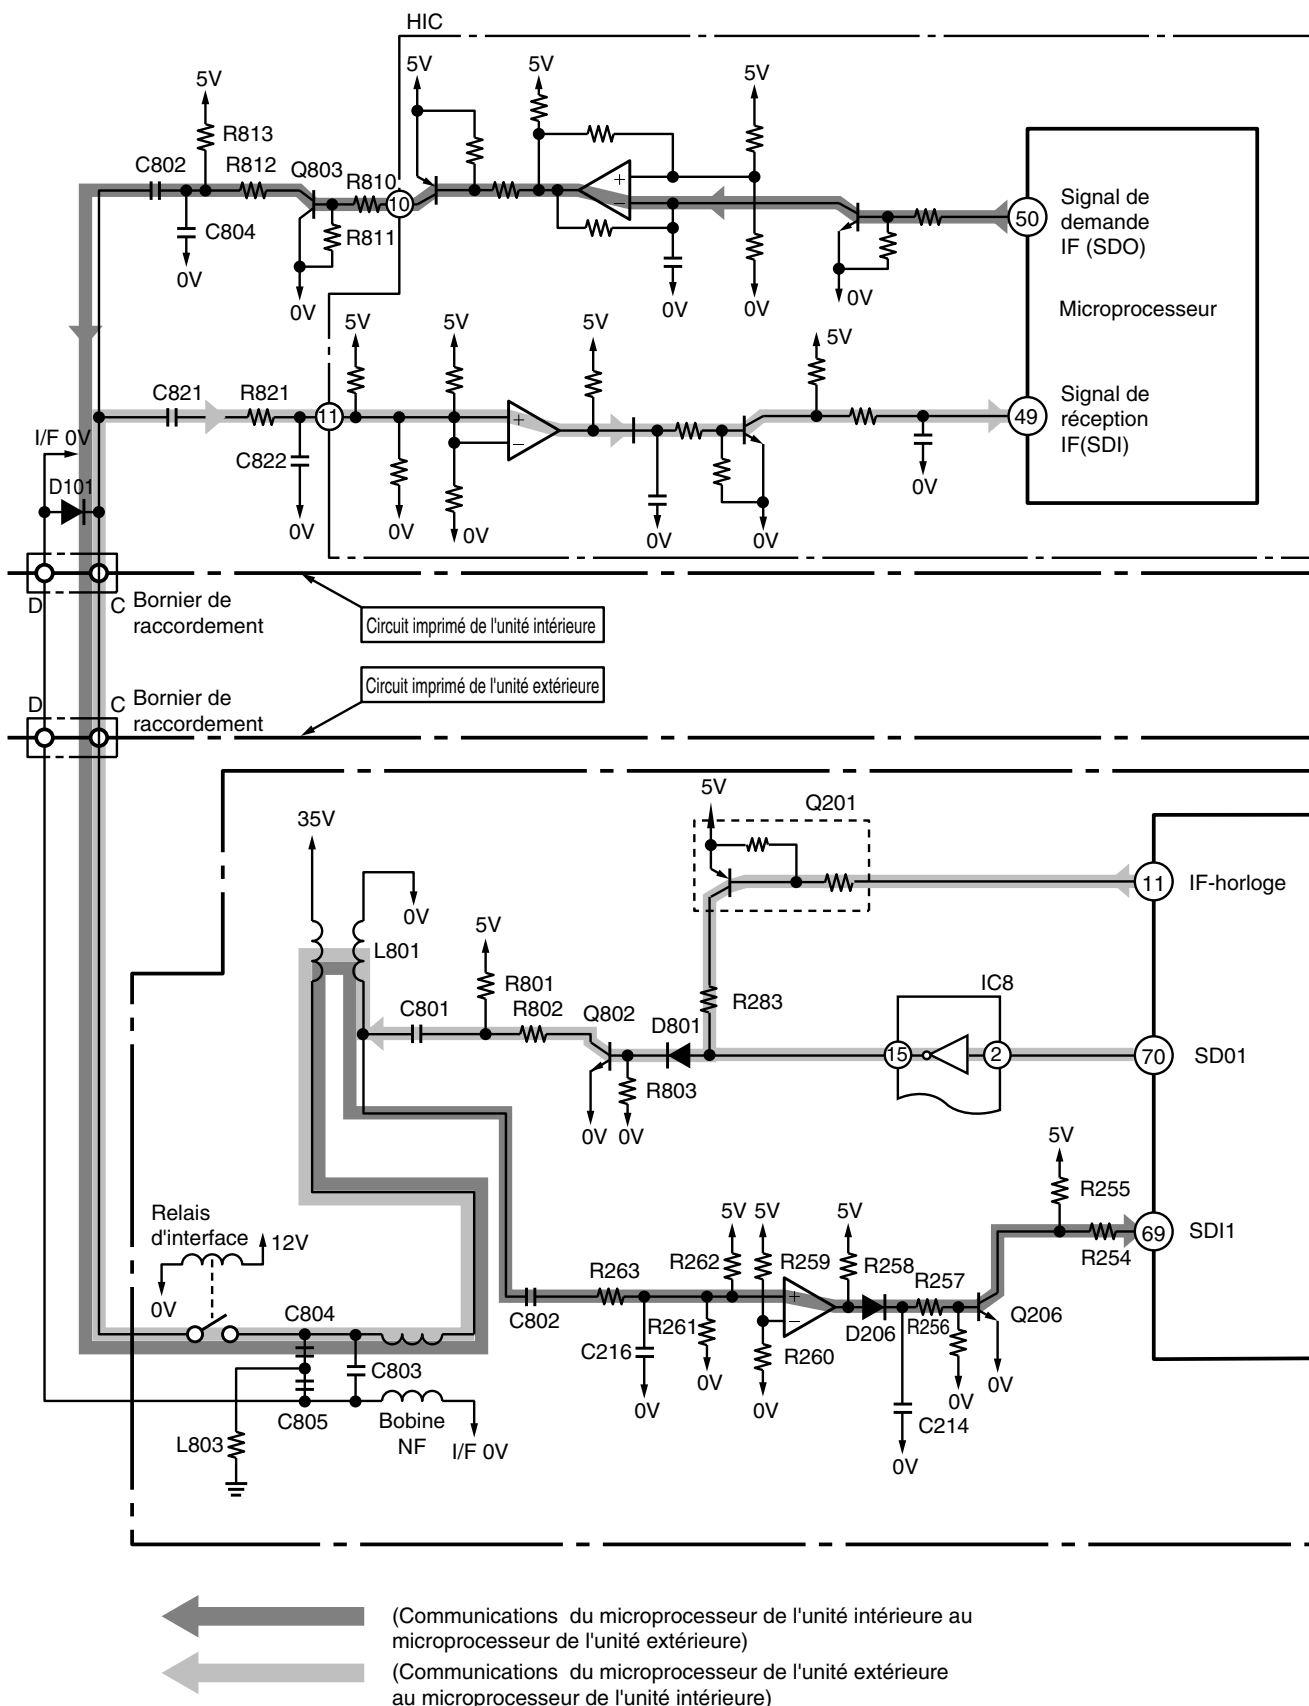 HIC
5V
5V
5V
5V
R813
C802
R812
Q803
R810
10
R811
C804
0V
0V
0V
0V
0V
+
−
50
Signal de
demande
IF (SDO)
Microprocesseur
5V
5V
5V
5V
C821
R821
11
C822
I/F 0V
D101
0V
0V
0V
0V
0V
0V
+
−
49
Signal de
réception
IF(SDI)
D
C
Bornier de
raccordement
Circuit imprimé de l'unité intérieure
Circuit imprimé de l'unité extérieure
D
C
Bornier de
raccordement
35V
0V
L801
5V
Q201
11
IF-horloge
5V
R801
R802
C801
Q802
D801
R283
IC8
15
2
70
SD01
R803
0V
0V
5V
R255
R254
69
SDI1
Relais
d'interface
12V
0V
C804
C803
C805
L803
Bobine
NF
I/F 0V
5V
5V
5V
R262
R259
R258
R263
C802
R261
C216
R260
+
−
D206
R257
R256
Q206
C214
0V
0V
0V
0V
0V
0V
(Communications du microprocesseur de l'unité intérieure au
microprocesseur de l'unité extérieure)
(Communications du microprocesseur de l'unité extérieure
au microprocesseur de l'unité intérieure)